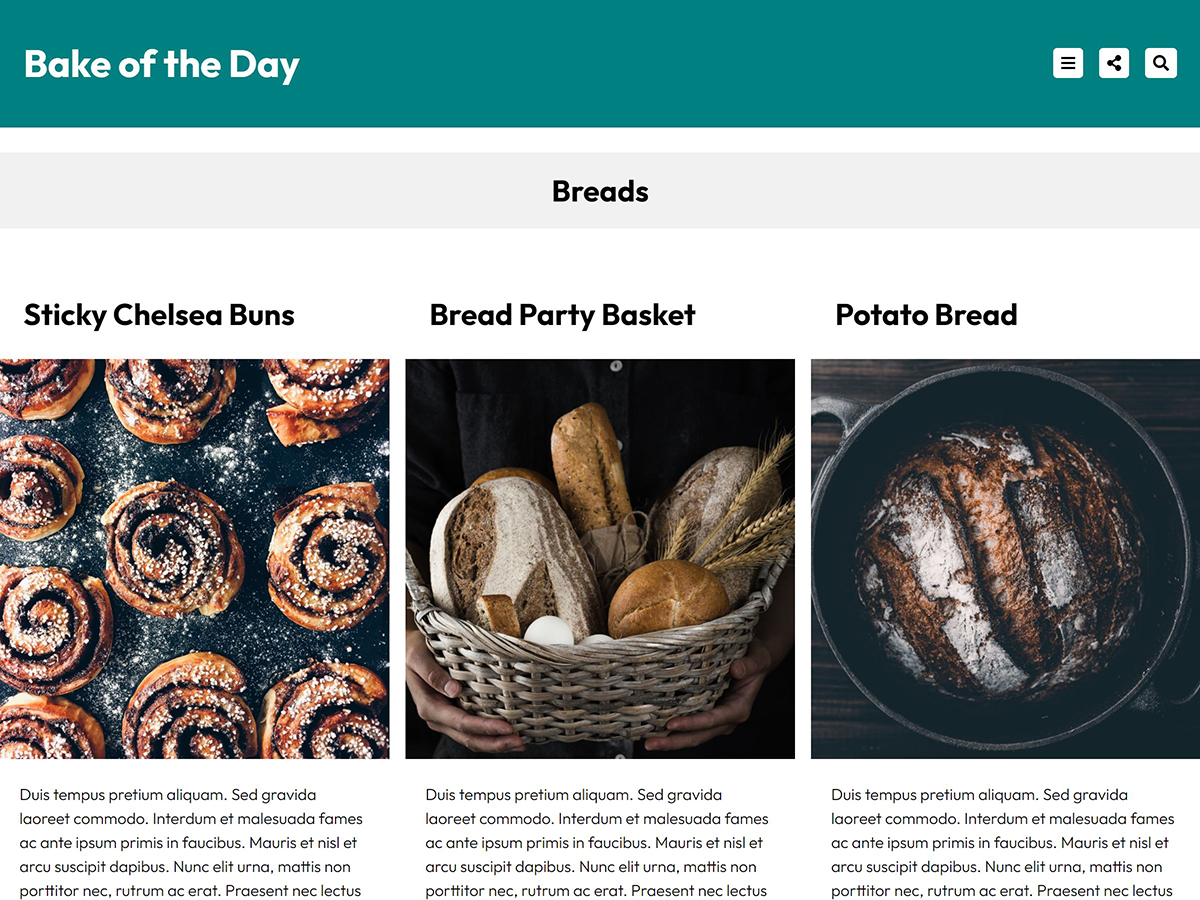 Bake of the Day
Breads
Sticky Chelsea Buns
Bread Party Basket
Potato Bread
Duis tempus pretium aliquam. Sed gravida
laoreet commodo. Interdum et malesuada fames
ac ante ipsum primis in faucibus. Mauris et nisl et
arcu suscipit dapibus. Nunc elit urna, mattis non
porttitor nec, rutrum ac erat. Praesent nec lectus
Duis tempus pretium aliquam. Sed gravida
laoreet commodo. Interdum et malesuada fames
ac ante ipsum primis in faucibus. Mauris et nisl et
arcu suscipit dapibus. Nunc elit urna, mattis non
porttitor nec, rutrum ac erat. Praesent nec lectus
Duis tempus pretium aliquam. Sed gravida
laoreet commodo. Interdum et malesuada fames
ac ante ipsum primis in faucibus. Mauris et nisl et
arcu suscipit dapibus. Nunc elit urna, mattis non
porttitor nec, rutrum ac erat. Praesent nec lectus